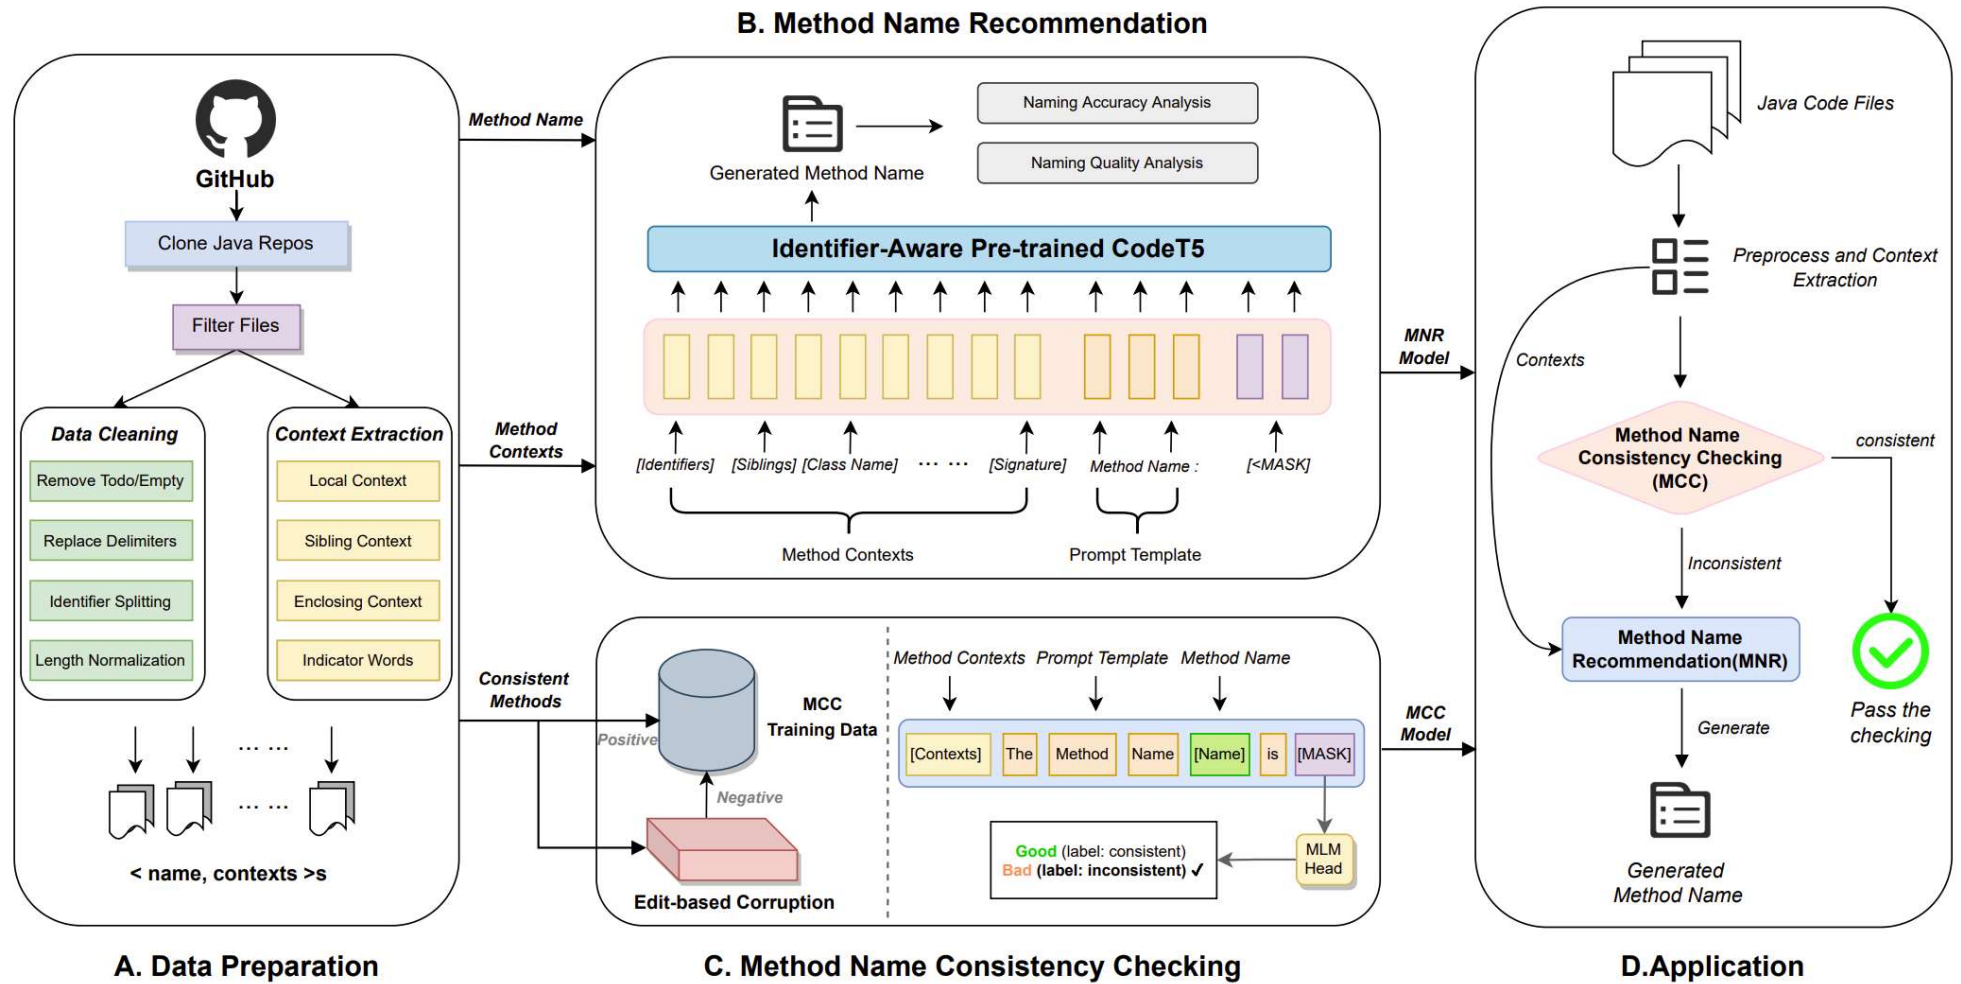 B. Method Name Recommendation
GitHub
Clone Java Repos
Filter Files
Data Cleaning
Remove Todo/Empty
Replace Delimiters
Identifier Splitting
Length Normalization
Context Extraction
Local Context
Sibling Context
Enclosing Context
Indicator Words
... ...
... ...
< name, contexts >s
A. Data Preparation
Method Name
Method
Contexts
Consistent
Methods
Generated Method Name
Naming Accuracy Analysis
Naming Quality Analysis
Identifier-Aware Pre-trained CodeT5
[Identifiers] [Siblings] [Class Name] ... ... [Signature] Method Name : [<MASK]
Method Contexts
Prompt Template
Positive
MCC
Training Data
Negative
Edit-based Corruption
Method Contexts Prompt Template Method Name
[Contexts] The Method Name [Name] is [MASK]
MLM
Head
Good (label: consistent)
Bad (label: inconsistent) ✓
C. Method Name Consistency Checking
MNR
Model
MCC
Model
Java Code Files
Preprocess and Context
Extraction
Contexts
Method Name
Consistency Checking
(MCC)
consistent
Inconsistent
Method Name
Recommendation(MNR)
Pass the
checking
Generate
Generated
Method Name
D.Application